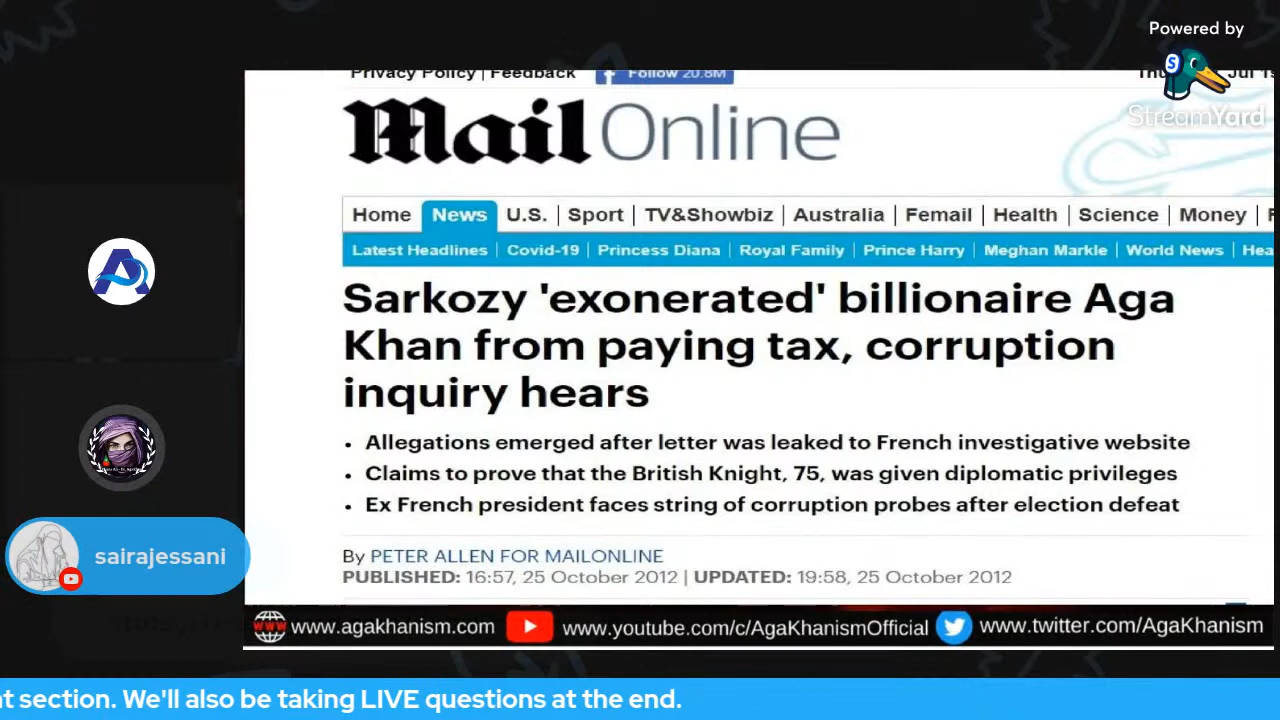 Powered by
StreamYard
Privacy Policy | Feedback
Follow 20.8M
Mail Online
Home News U.S. Sport TV&Showbiz Australia Femail Health Science Money
Latest Headlines Covid-19 Princess Diana Royal Family Prince Harry Meghan Markle World News
Sarkozy 'exonerated' billionaire Aga
Khan from paying tax, corruption
inquiry hears
• Allegations emerged after letter was leaked to French investigative website
• Claims to prove that the British Knight, 75, was given diplomatic privileges
• Ex French president faces string of corruption probes after election defeat
By PETER ALLEN FOR MAILONLINE
PUBLISHED: 16:57, 25 October 2012 | UPDATED: 19:58, 25 October 2012
sairajessani
www.agakhanism.com www.youtube.com/c/AgaKhanismOfficial www.twitter.com/AgaKhanism
section. We'll also be taking LIVE questions at the end.